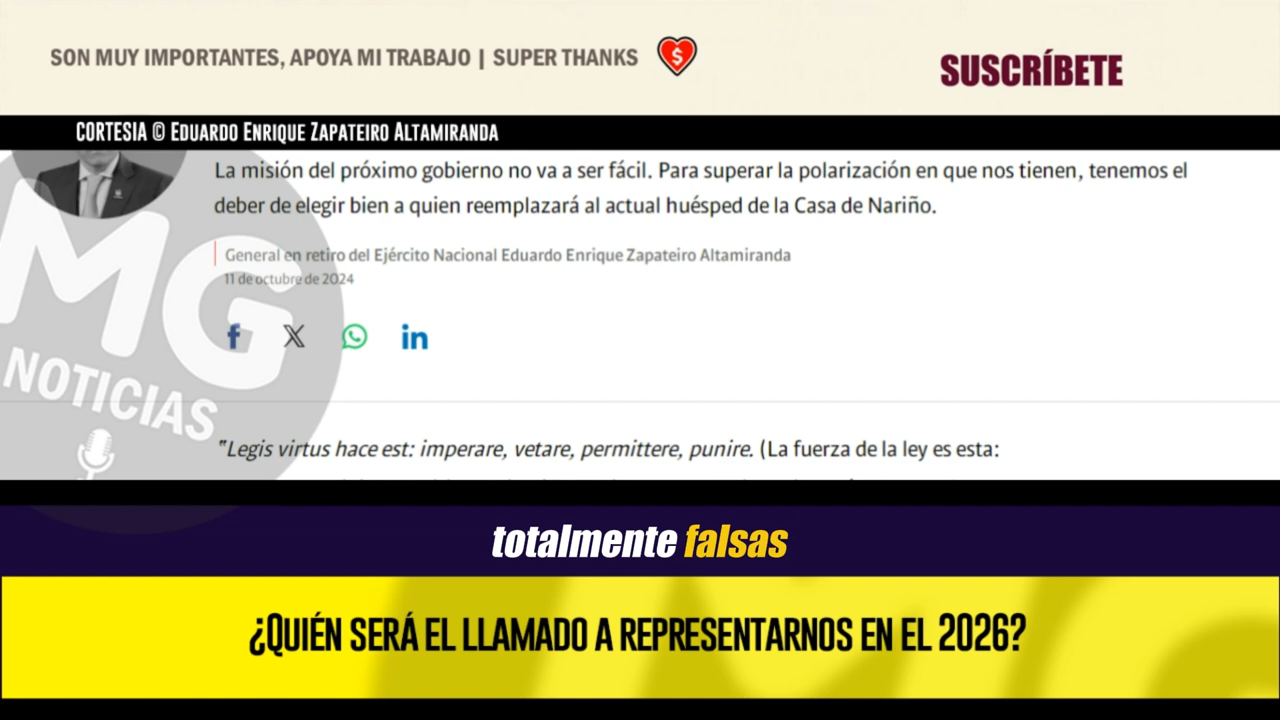 SON MUY IMPORTANTES, APOYA MI TRABAJO | SUPER THANKS
$
SUSCRÍBETE
CORTESIA © EDUARDO ENRIQUE ZAPATEIRO ALTAMIRANDA
La misión del próximo gobierno no va a ser fácil. Para superar la polarización en que nos tienen, tenemos el
deber de elegir bien a quien reemplazará al actual huésped de la Casa de Nariño.
General en retiro del Ejército Nacional Eduardo Enrique Zapateiro Altamiranda
11 de octubre de 2024
MG
NOTICIAS
"Legis virtus hace est: imperare, vetare, permittere, punire. (La fuerza de la ley es esta:
totalmente falsas
¿QUIÉN SERÁ EL LLAMADO A REPRESENTARNOS EN EL 2026?